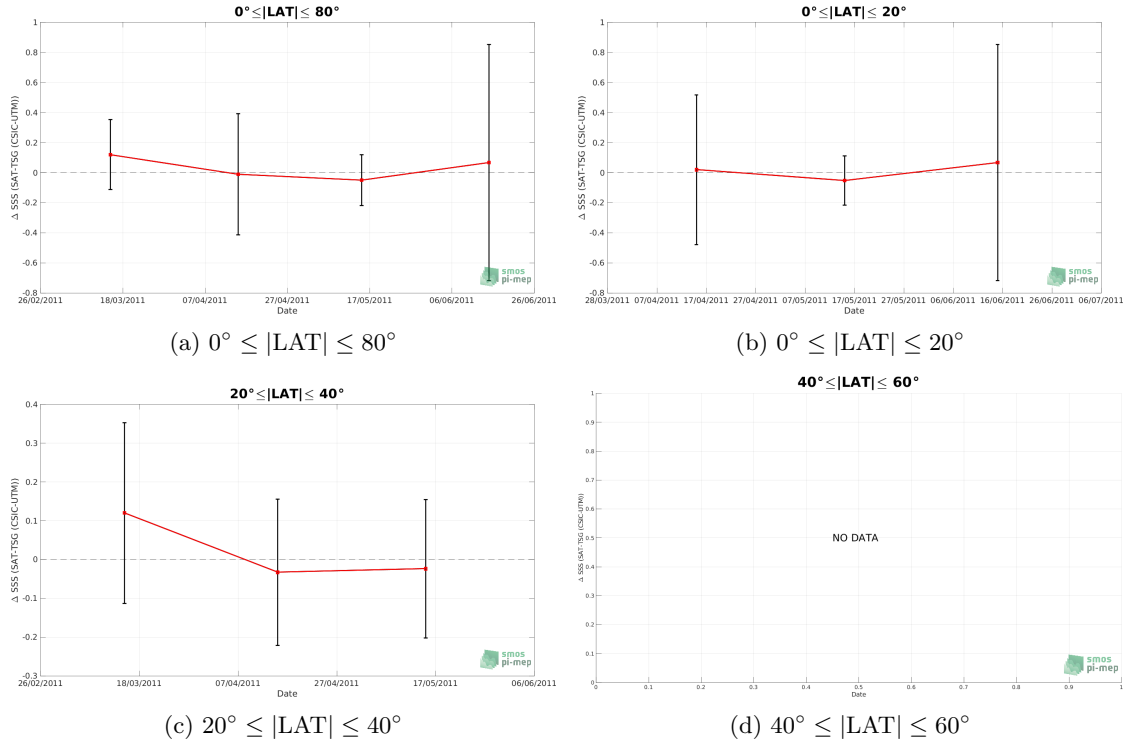 0°≤|LAT|≤ 80°
Δ SSS (SAT-TSG (CSIC-UTM))
1
0.8
0.6
0.4
0.2
0
-0.2
-0.4
-0.6
-0.8
26/02/2011 18/03/2011 07/04/2011 27/04/2011 17/05/2011 06/06/2011 26/06/2011
Date
smos
pi-mep
(a) 0° ≤ |LAT| ≤ 80°
0°≤|LAT|≤ 20°
Δ SSS (SAT-TSG (CSIC-UTM))
1
0.8
0.6
0.4
0.2
0
-0.2
-0.4
-0.6
-0.8
28/03/2011 07/04/2011 17/04/2011 27/04/2011 07/05/2011 17/05/2011 27/05/2011 06/06/2011 16/06/2011 26/06/2011 06/07/2011
Date
smos
pi-mep
(b) 0° ≤ |LAT| ≤ 20°
20°≤|LAT|≤ 40°
Δ SSS (SAT-TSG (CSIC-UTM))
0.4
0.3
0.2
0.1
0
-0.1
-0.2
-0.3
26/02/2011 18/03/2011 07/04/2011 27/04/2011 17/05/2011 06/06/2011
Date
smos
pi-mep
(c) 20° ≤ |LAT| ≤ 40°
40°≤|LAT|≤ 60°
Δ SSS (SAT-TSG (CSIC-UTM))
1
0.9
0.8
0.7
0.6
0.5
0.4
0.3
0.2
0.1
0
NO DATA
0 0.1 0.2 0.3 0.4 0.5 0.6 0.7 0.8 0.9 1
Date
smos
pi-mep
(d) 40° ≤ |LAT| ≤ 60°